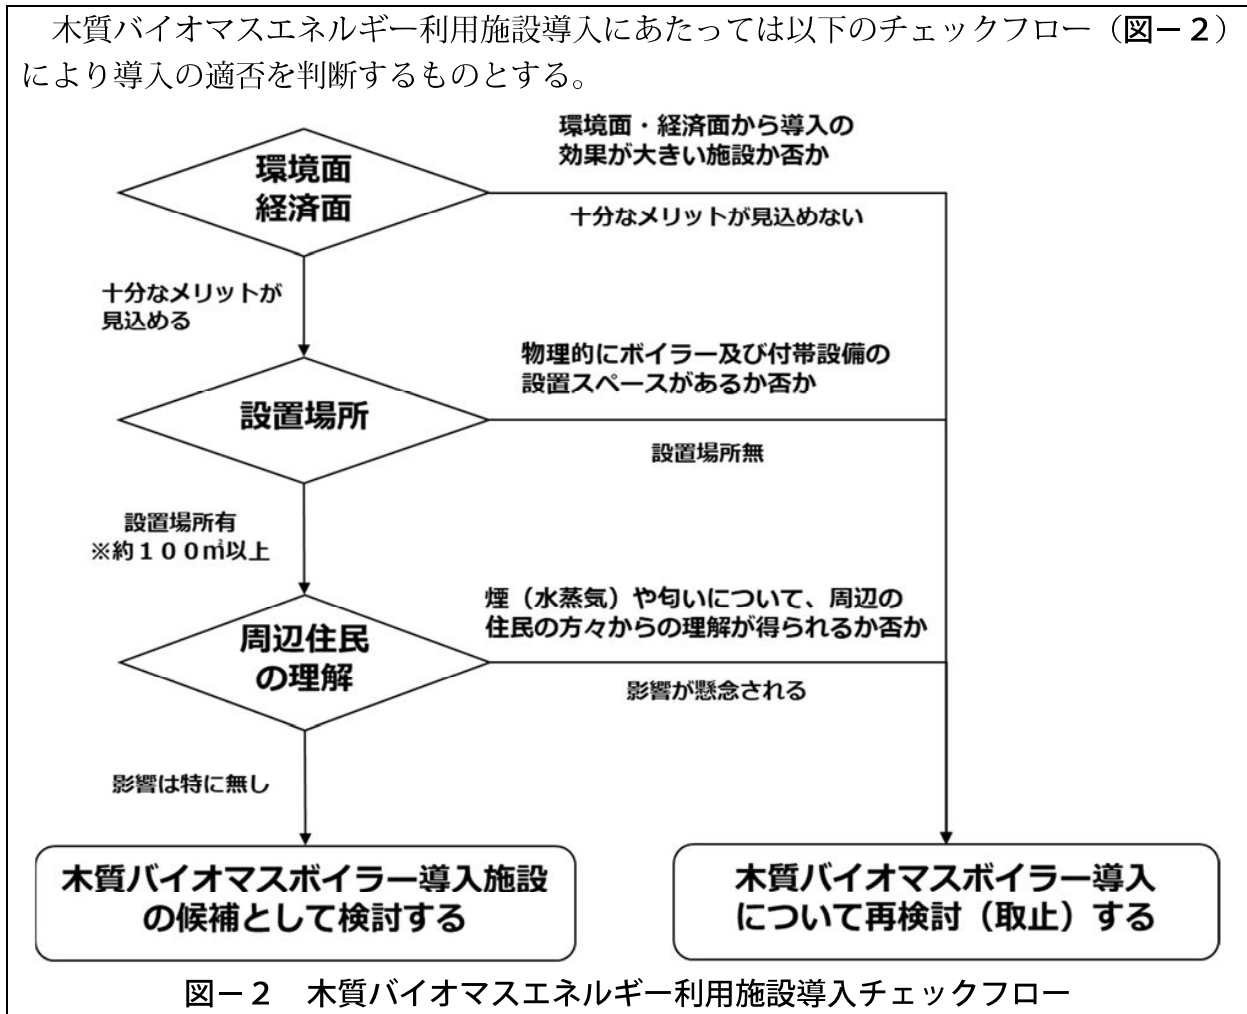 木質バイオマスエネルギー利用施設導入にあたっては以下のチェックフロー（図－２）
により導入の適否を判断するものとする。
環境面・経済面から導入の
効果が大きい施設か否か
環境面
経済面
十分なメリットが見込めない
十分なメリットが
見込める
物理的にボイラー及び付帯設備の
設置スペースがあるか否か
設置場所
設置場所無
設置場所有
※約１００㎡以上
煙（水蒸気）や匂いについて、周辺の
住民の方々からの理解が得られるか否か
周辺住民
の理解
影響が懸念される
影響は特に無し
木質バイオマスボイラー導入施設
の候補として検討する
木質バイオマスボイラー導入
について再検討（取止）する
図－２　木質バイオマスエネルギー利用施設導入チェックフロー